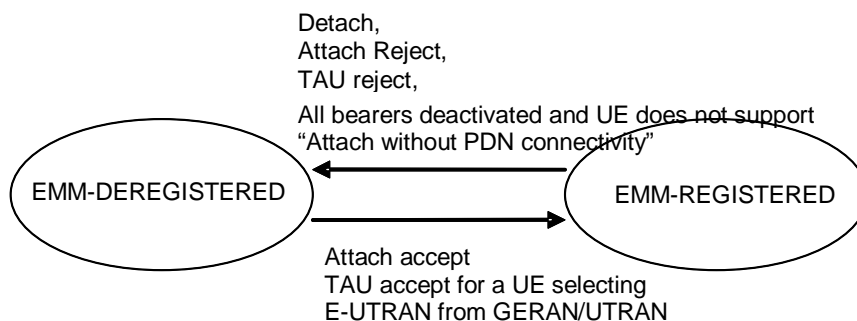 Detach,
Attach Reject,
TAU reject,
All bearers deactivated and UE does not support
“Attach without PDN connectivity”
EMM-DEREGISTERED
EMM-REGISTERED
Attach accept
TAU accept for a UE selecting
E-UTRAN from GERAN/UTRAN